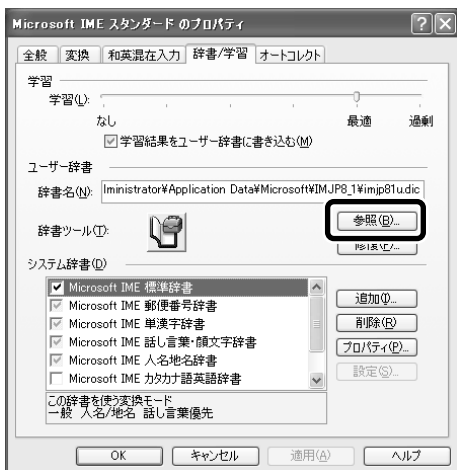 Microsoft IME スタンダード のプロパティ
全般 変換 和英混在入力 辞書/学習 オートコレクト
学習
学習(L):
なし 最適 過剰
学習結果をユーザー辞書に書き込む(M)
ユーザー辞書
辞書名(N): lministrator¥Application Data¥Microsoft¥IMJP8_1¥imjp81u.dic
参照(B)...
辞書ツール(T):
修復(P)...
システム辞書(D)
Microsoft IME 標準辞書
Microsoft IME 郵便番号辞書
Microsoft IME 単漢字辞書
Microsoft IME 話し言葉・顔文字辞書
Microsoft IME 人名地名辞書
Microsoft IME カタカナ語英語辞書
追加(I)...
削除(R)
プロパティ(P)...
設定(S)...
この辞書を使う変換モード
一般 人名/地名 話し言葉優先
OK キャンセル 適用(A) ヘルプ